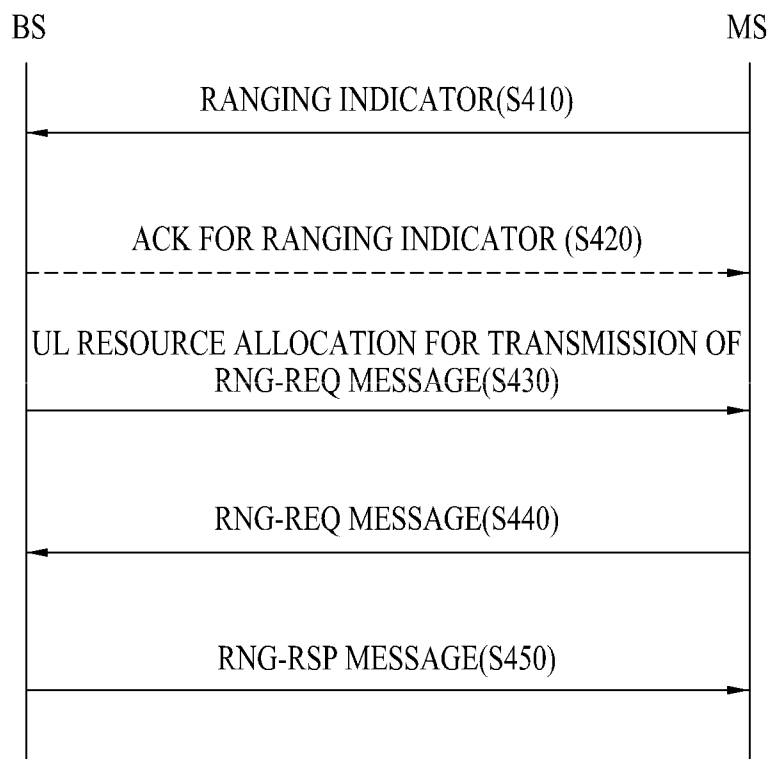 BS MS
RANGING INDICATOR(S410)
ACK FOR RANGING INDICATOR (S420)
UL RESOURCE ALLOCATION FOR TRANSMISSION OF
RNG-REQ MESSAGE(S430)
RNG-REQ MESSAGE(S440)
RNG-RSP MESSAGE(S450)